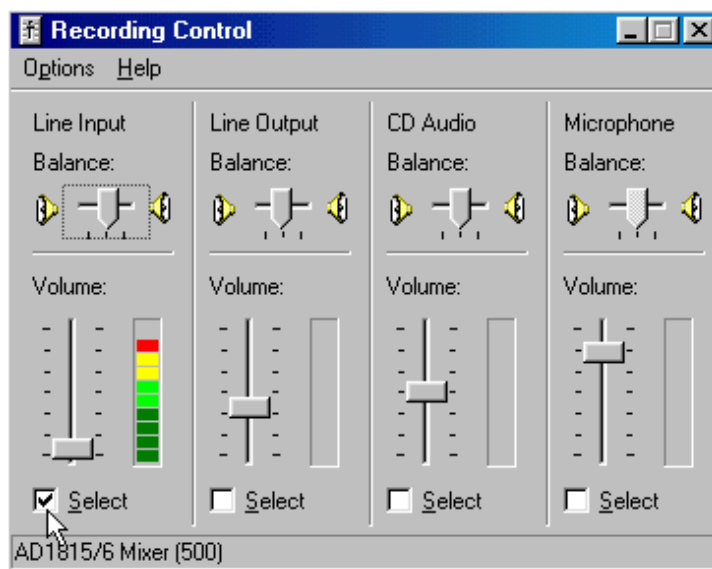 Recording Control
Options Help
Line Input Line Output CD Audio Microphone
Balance: Balance: Balance: Balance:
Volume: Volume: Volume: Volume:
Select Select Select Select
AD1815/6 Mixer (500)